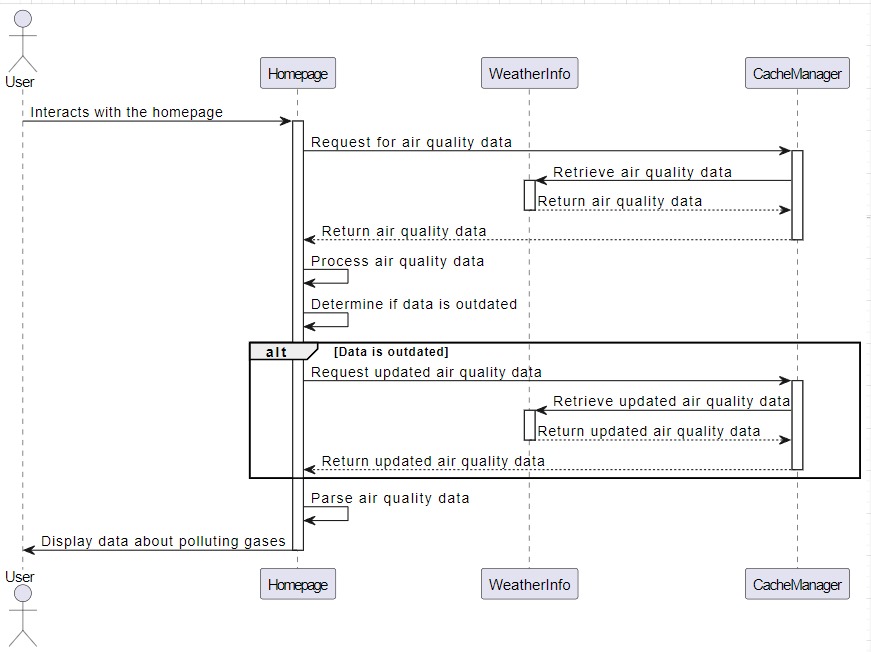 User
Homepage
WeatherInfo
CacheManager
Interacts with the homepage
Request for air quality data
Retrieve air quality data
Return air quality data
Return air quality data
Process air quality data
Determine if data is outdated
alt
[Data is outdated]
Request updated air quality data
Retrieve updated air quality data
Return updated air quality data
Return updated air quality data
Parse air quality data
Display data about polluting gases
User
Homepage
WeatherInfo
CacheManager